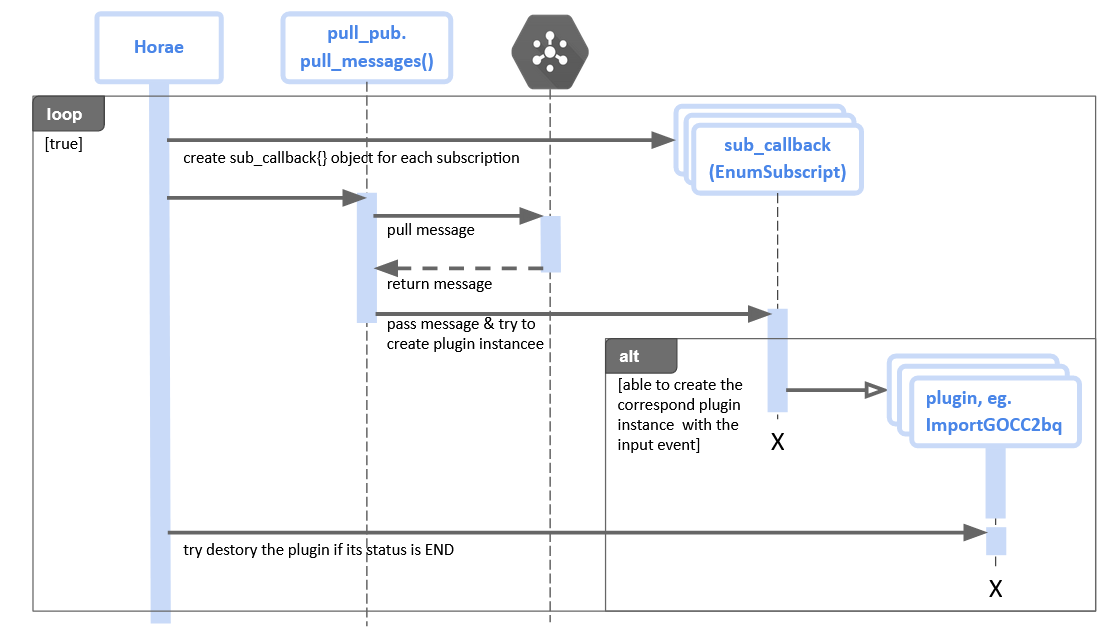 Horae
pull_pub.
pull_messages()
loop
[true]
create sub_callback{} object for each subscription
sub_callback
(EnumSubscript)
pull message
return message
pass message & try to
create plugin instancee
alt
[able to create the
correspond plugin
instance  with the
input event]
plugin, eg.
ImportGOCC2bq
X
try destory the plugin if its status is END
X